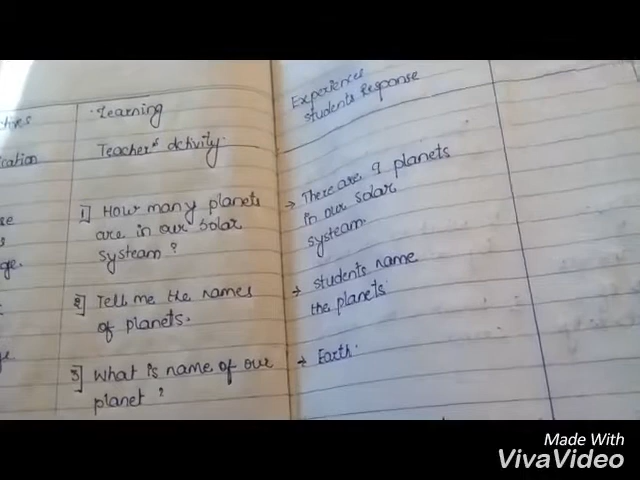 Learning
Teacher's Activity.
1] How many planets
are in our solar
systeam ?
2] Tell me the names
of planets.
3] What is name of our
planet ?
Experiences
students Response
→ There are 9 planets
in our solar
systeam.
→ students name
the planets
→ Earth.
Made With
VivaVideo